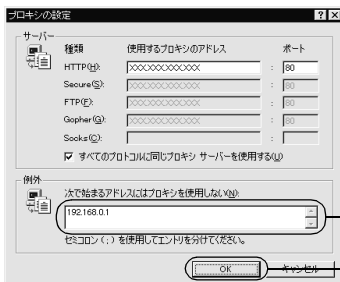 プロキシの設定
サーバー
種類 使用するプロキシのアドレス ポート
HTTP(H): XXXXXXXXXXXX : 80
Secure(S): XXXXXXXXXXXX : 80
FTP(F): XXXXXXXXXXXX : 80
Gopher(G): XXXXXXXXXXXX : 80
Socks(C): :
すべてのプロトコルに同じプロキシ サーバーを使用する(U)
例外
次で始まるアドレスにはプロキシを使用しない(N):
192.168.0.1
セミコロン ( ; ) を使用してエントリを分けてください。
OK キャンセル